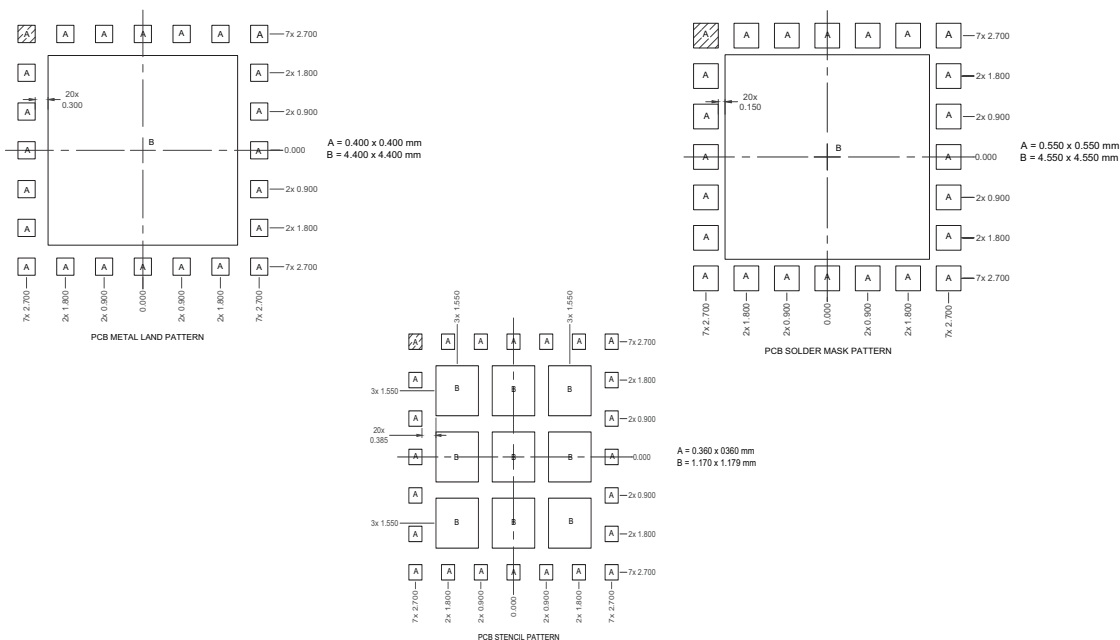 A A A A A A A 7x 2.700
A A 2x 1.800
20x
0.300
A A 2x 0.900
B
A A 0.000
A = 0.400 x 0.400 mm
B = 4.400 x 4.400 mm
A A 2x 0.900
A A 2x 1.800
A A A A A A A 7x 2.700
7x 2.700
2x 1.800
2x 0.900
0.000
2x 0.900
2x 1.800
7x 2.700
PCB METAL LAND PATTERN
A A A A A A A 7x 2.700
A A 2x 1.800
20x
0.150
A A 2x 0.900
B
A A 0.000
A = 0.550 x 0.550 mm
B = 4.550 x 4.550 mm
A A 2x 0.900
A A 2x 1.800
A A A A A A A 7x 2.700
7x 2.700
2x 1.800
2x 0.900
0.000
2x 0.900
2x 1.800
7x 2.700
PCB SOLDER MASK PATTERN
3x 1.550
3x 1.550
A A A A A A A 7x 2.700
A A 2x 1.800
3x 1.550 B B B
A A 2x 0.900
20x
0.385
A B B B A 0.000
A = 0.360 x 0360 mm
B = 1.170 x 1.179 mm
A A 2x 0.900
3x 1.550 B B B
A A 2x 1.800
A A A A A A A 7x 2.700
7x 2.700
2x 1.800
2x 0.900
0.000
2x 0.900
2x 1.800
7x 2.700
PCB STENCIL PATTERN